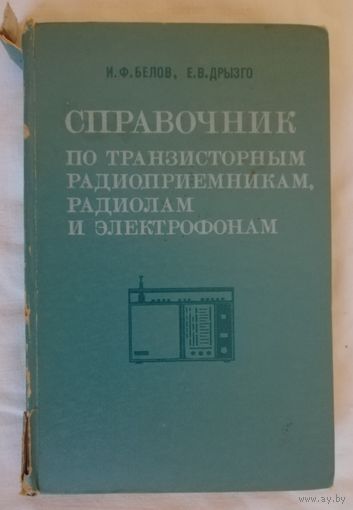 И.Ф.БЕЛОВ, Е.В.ДРЫЗГО
СПРАВОЧНИК
ПО ТРАНЗИСТОРНЫМ
РАДИОПРИЕМНИКАМ,
РАДИОЛАМ
И ЭЛЕКТРОФОНАМ
www.ay.by